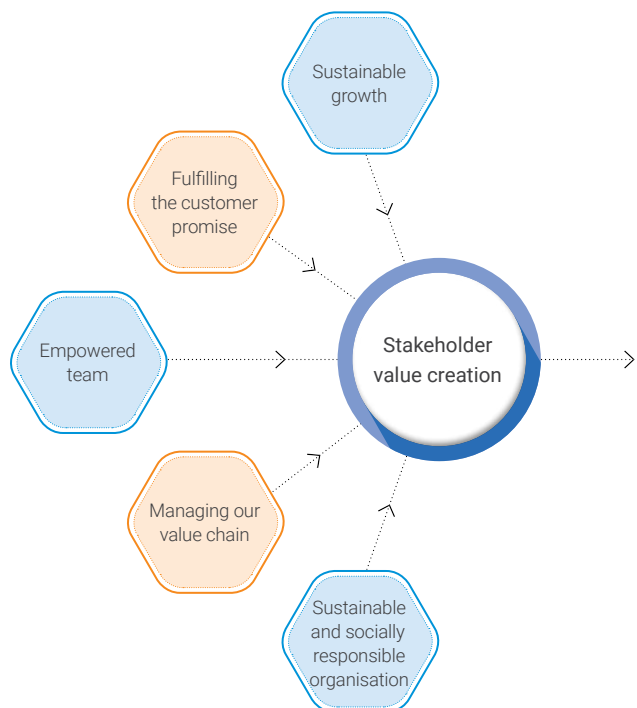 Sustainable
growth
Fulfilling
the customer
promise
Empowered
team
Stakeholder
value creation
Managing our
value chain
Sustainable
and socially
responsible
organisation